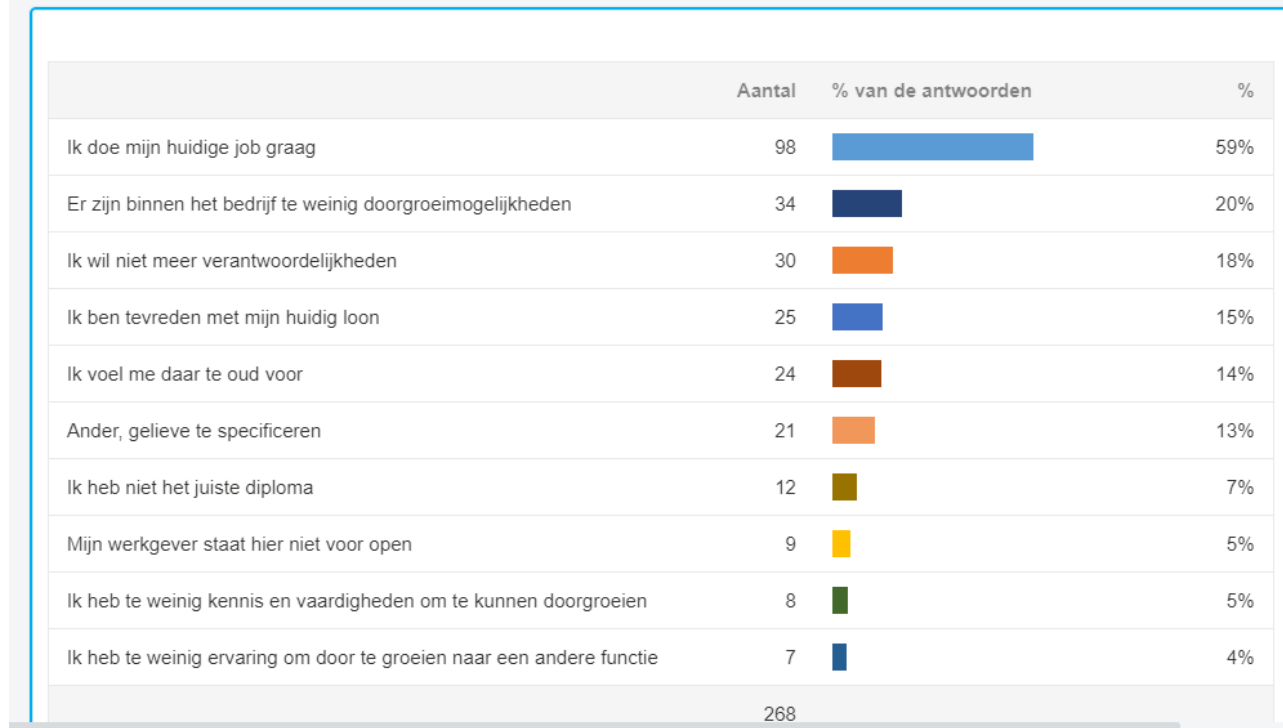 Aantal % van de antwoorden %
Ik doe mijn huidige job graag 98 59%
Er zijn binnen het bedrijf te weinig doorgroeimogelijkheden 34 20%
Ik wil niet meer verantwoordelijkheden 30 18%
Ik ben tevreden met mijn huidig loon 25 15%
Ik voel me daar te oud voor 24 14%
Ander, gelieve te specificeren 21 13%
Ik heb niet het juiste diploma 12 7%
Mijn werkgever staat hier niet voor open 9 5%
Ik heb te weinig kennis en vaardigheden om te kunnen doorgroeien 8 5%
Ik heb te weinig ervaring om door te groeien naar een andere functie 7 4%
268